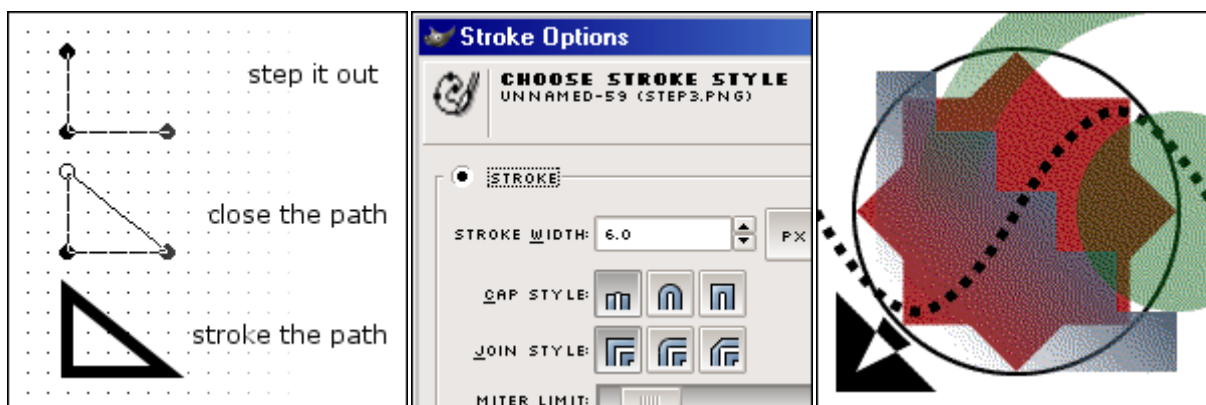 step it out
close the path
stroke the path
Stroke Options
CHOOSE STROKE STYLE
UNNAMED-59 (STEP3.PNG)
STROKE
STROKE WIDTH: 6.0 PX
CAP STYLE:
JOIN STYLE:
MITER LIMIT: